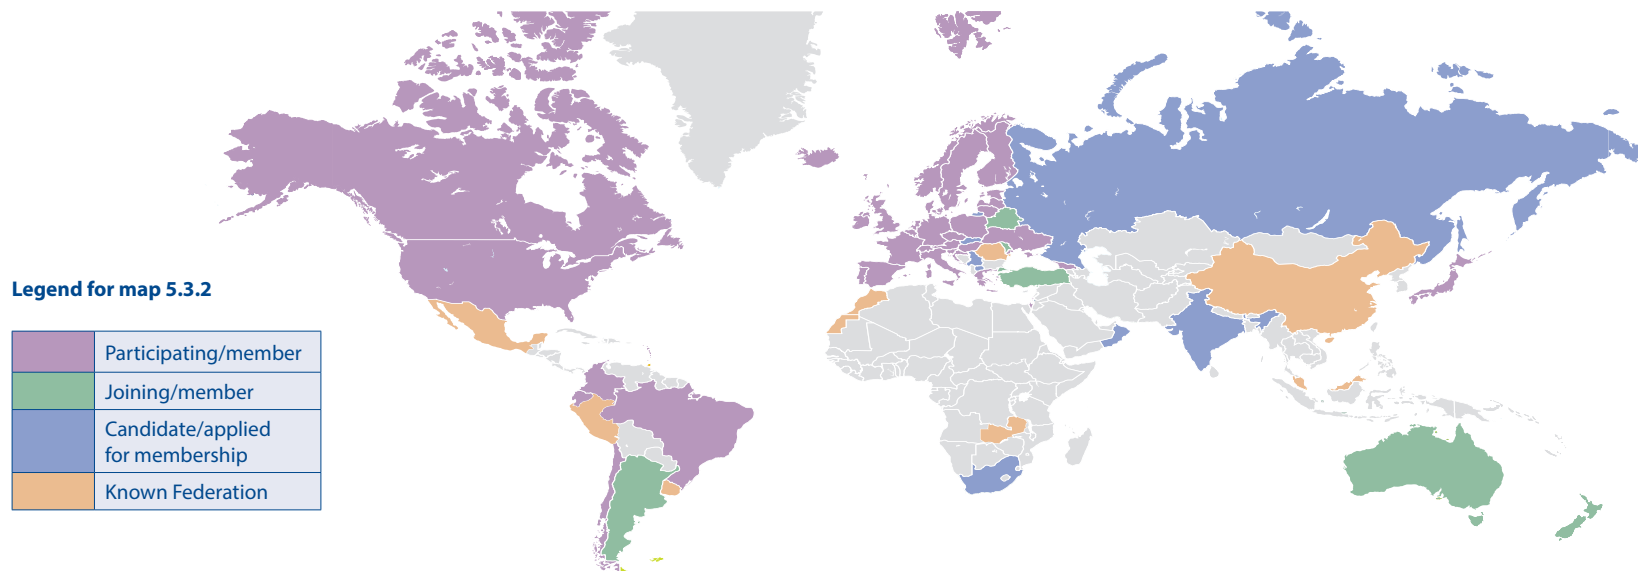 Legend for map 5.3.2
Participating/member
Joining/member
Candidate/applied
for membership
Known Federation